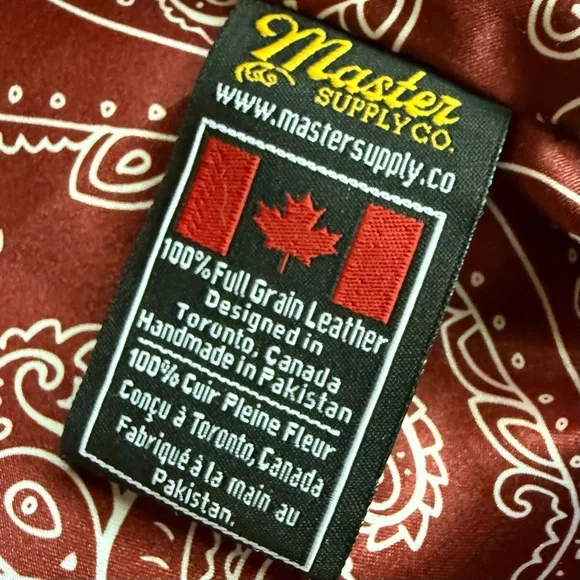 Master
SUPPLY CO.
www.mastersupply.co
100% Full Grain Leather
Designed in
Toronto, Canada
Handmade in Pakistan
100% Cuir Pleine Fleur
Conçu à Toronto, Canada
Fabriqué à la main au
Pakistan.